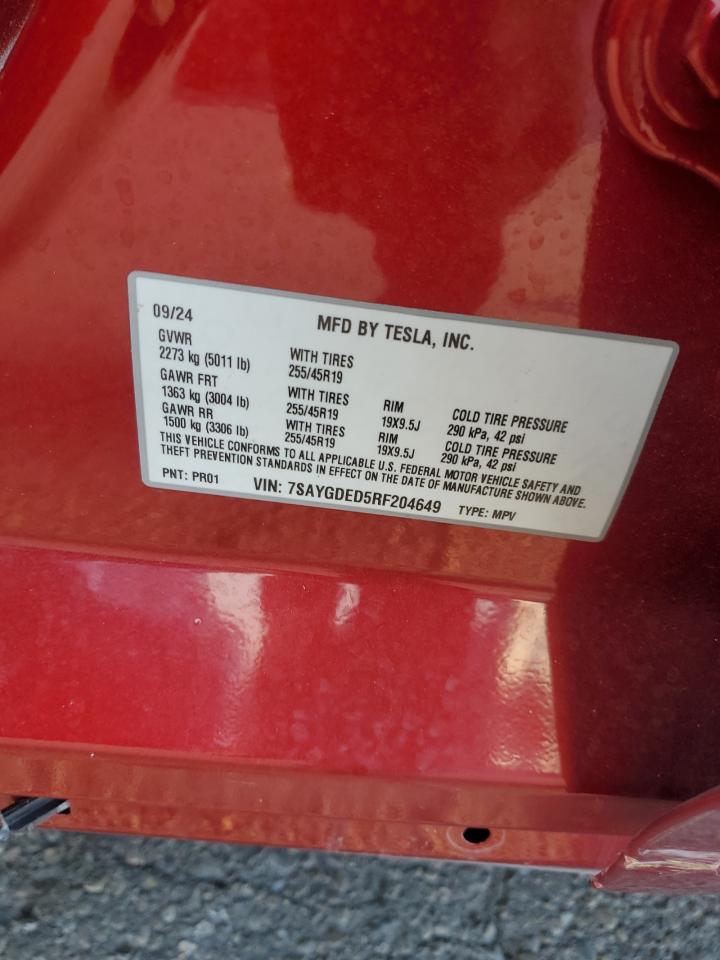 09/24 MFD BY TESLA, INC.
GVWR
2273 kg (5011 lb) WITH TIRES
255/45R19
GAWR FRT
1363 kg (3004 lb) WITH TIRES RIM COLD TIRE PRESSURE
255/45R19 19X9.5J 290 kPa, 42 psi
GAWR RR
1500 kg (3306 lb) WITH TIRES RIM COLD TIRE PRESSURE
255/45R19 19X9.5J 290 kPa, 42 psi
THIS VEHICLE CONFORMS TO ALL APPLICABLE U.S. FEDERAL MOTOR VEHICLE SAFETY AND
THEFT PREVENTION STANDARDS IN EFFECT ON THE DATE OF MANUFACTURE SHOWN ABOVE.
PNT: PR01 VIN: 7SAYGDED5RF204649 TYPE: MPV